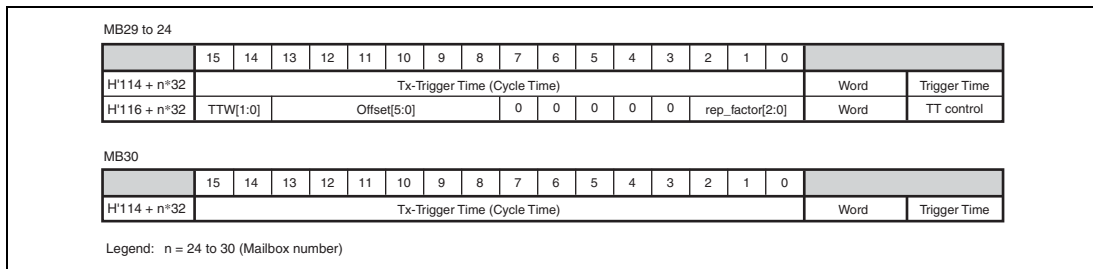 MB29 to 24
15 14 13 12 11 10 9 8 7 6 5 4 3 2 1 0
H'114 + n*32 Tx-Trigger Time (Cycle Time) Word Trigger Time
H'116 + n*32 TTW[1:0] Offset[5:0] 0 0 0 0 0 rep_factor[2:0] Word TT control
MB30
15 14 13 12 11 10 9 8 7 6 5 4 3 2 1 0
H'114 + n*32 Tx-Trigger Time (Cycle Time) Word Trigger Time
Legend: n = 24 to 30 (Mailbox number)